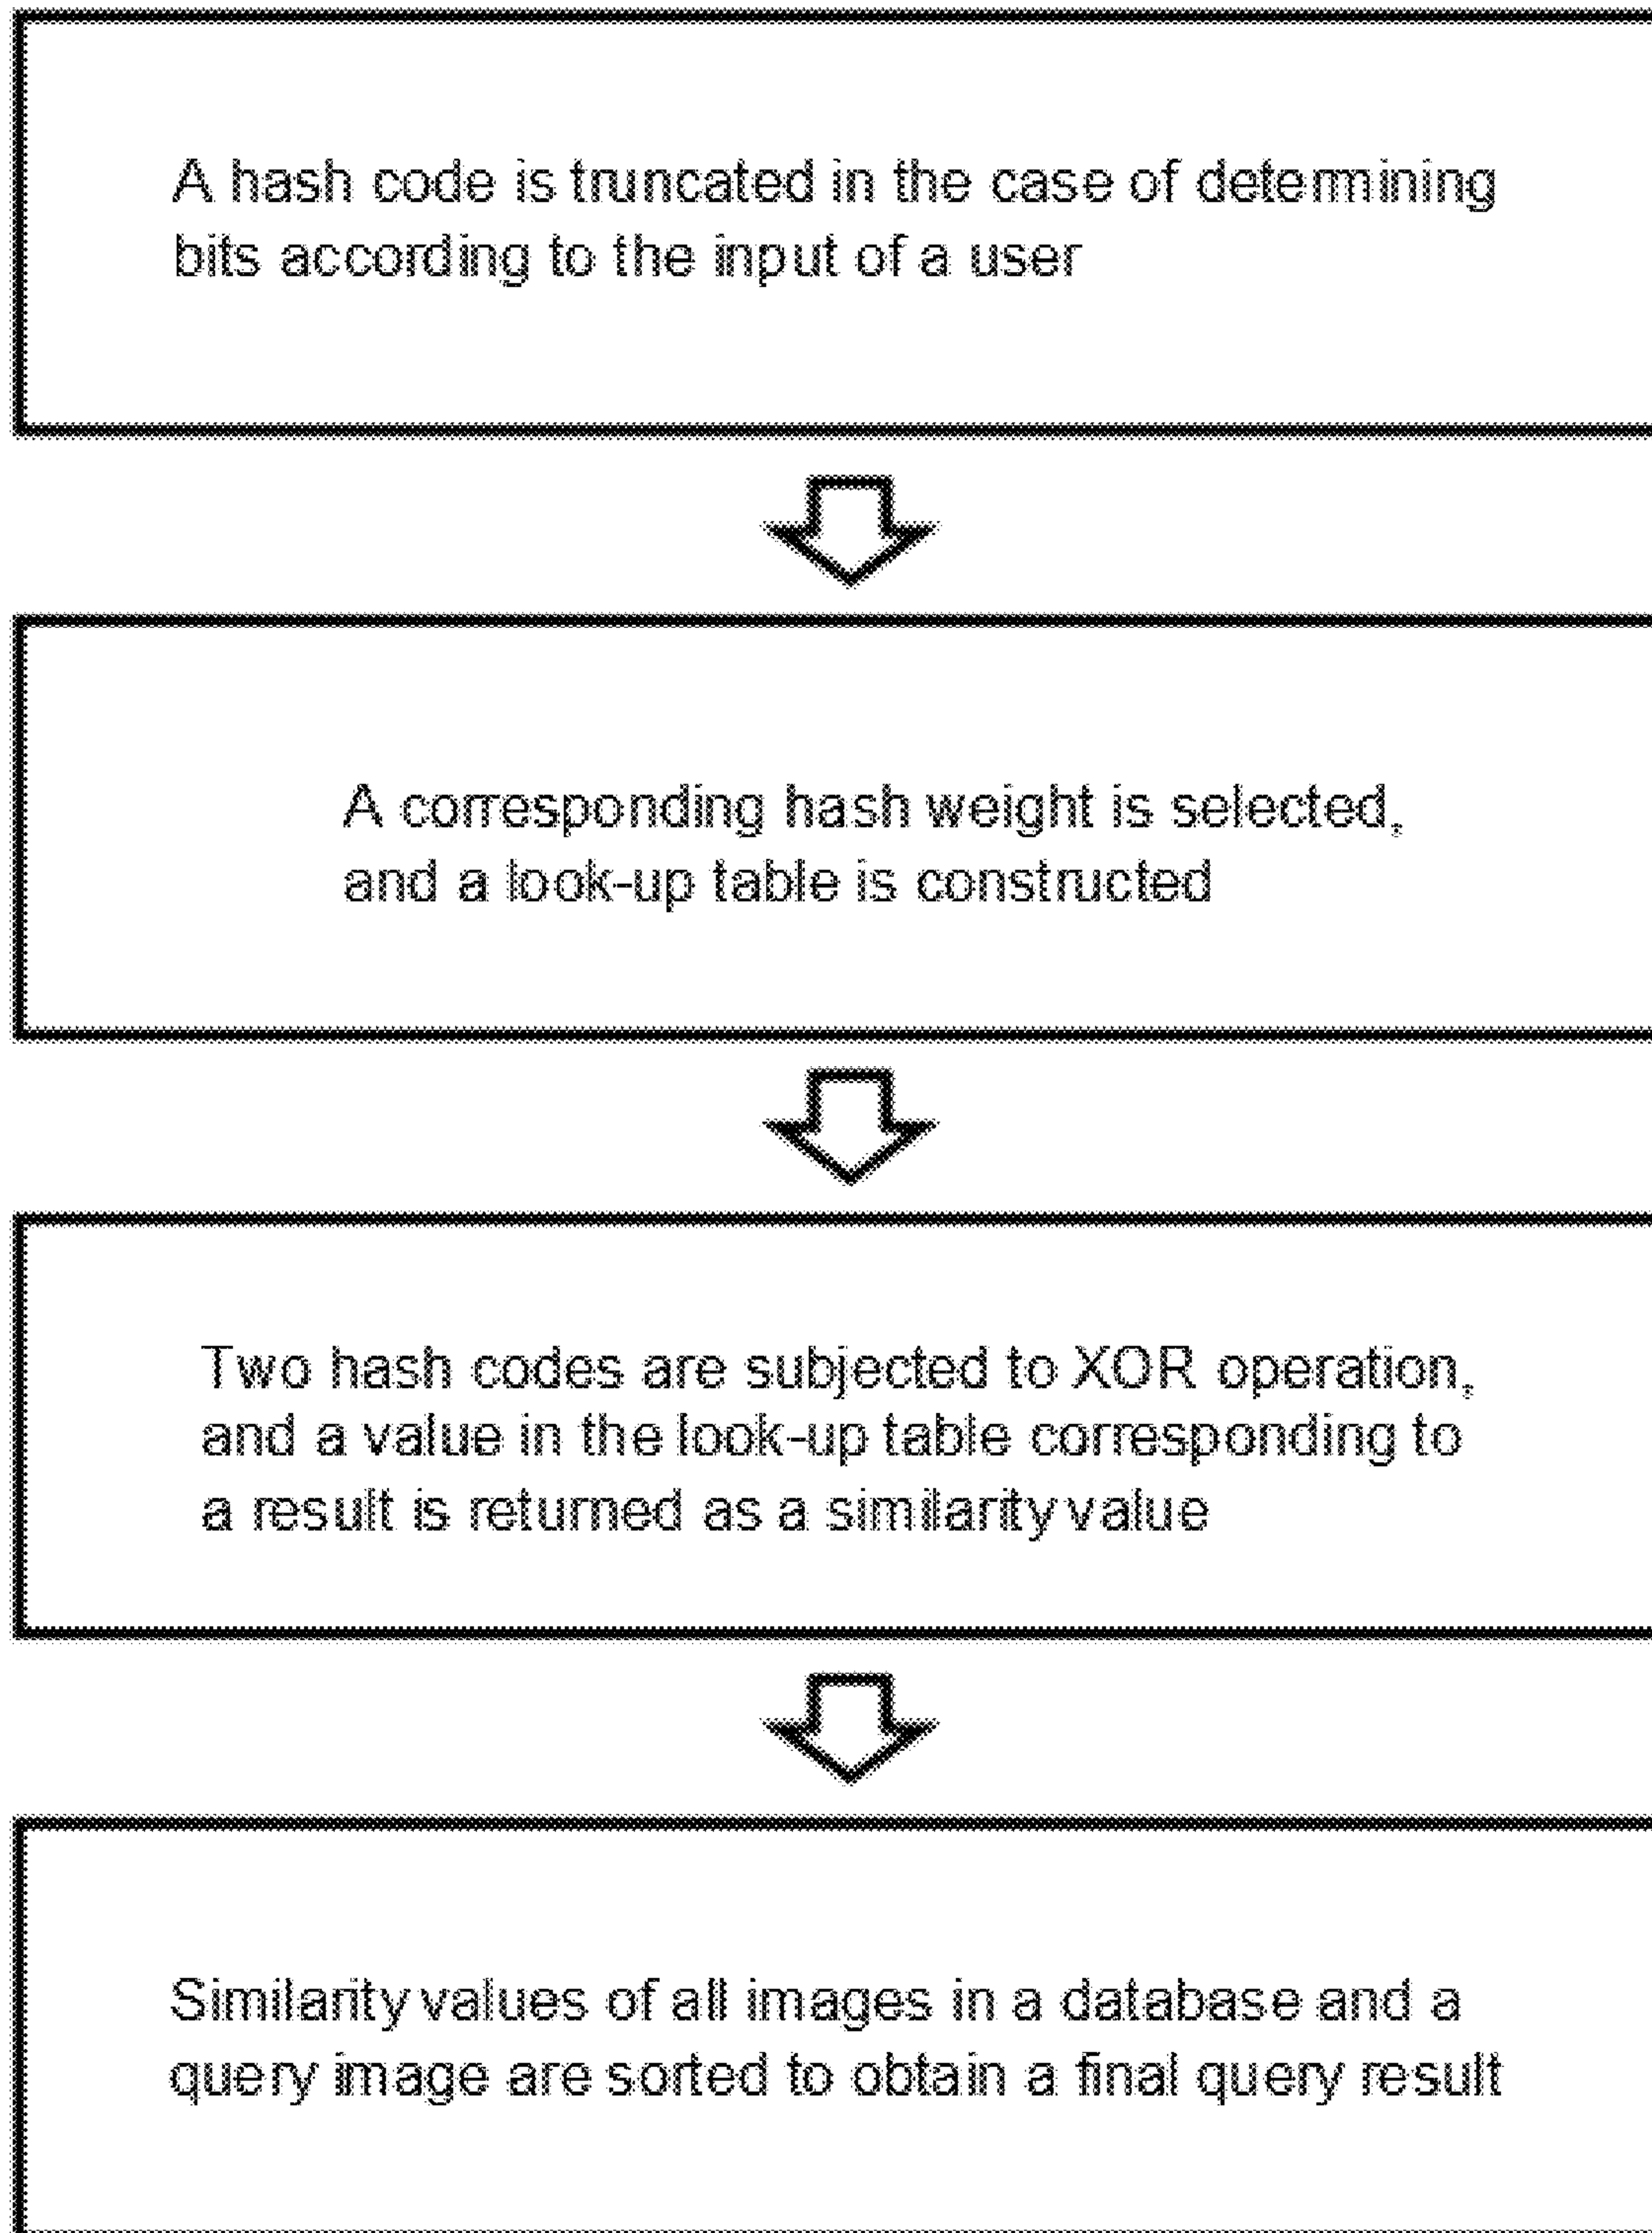 A hash code is truncated in the case of determining
bits according to the input of a user
A corresponding hash weight is selected,
and a look-up table is constructed
Two hash codes are subjected to XOR operation,
and a value in the look-up table corresponding to
a result is returned as a similarity value
Similarity values of all images in a database and a
query image are sorted to obtain a final query result